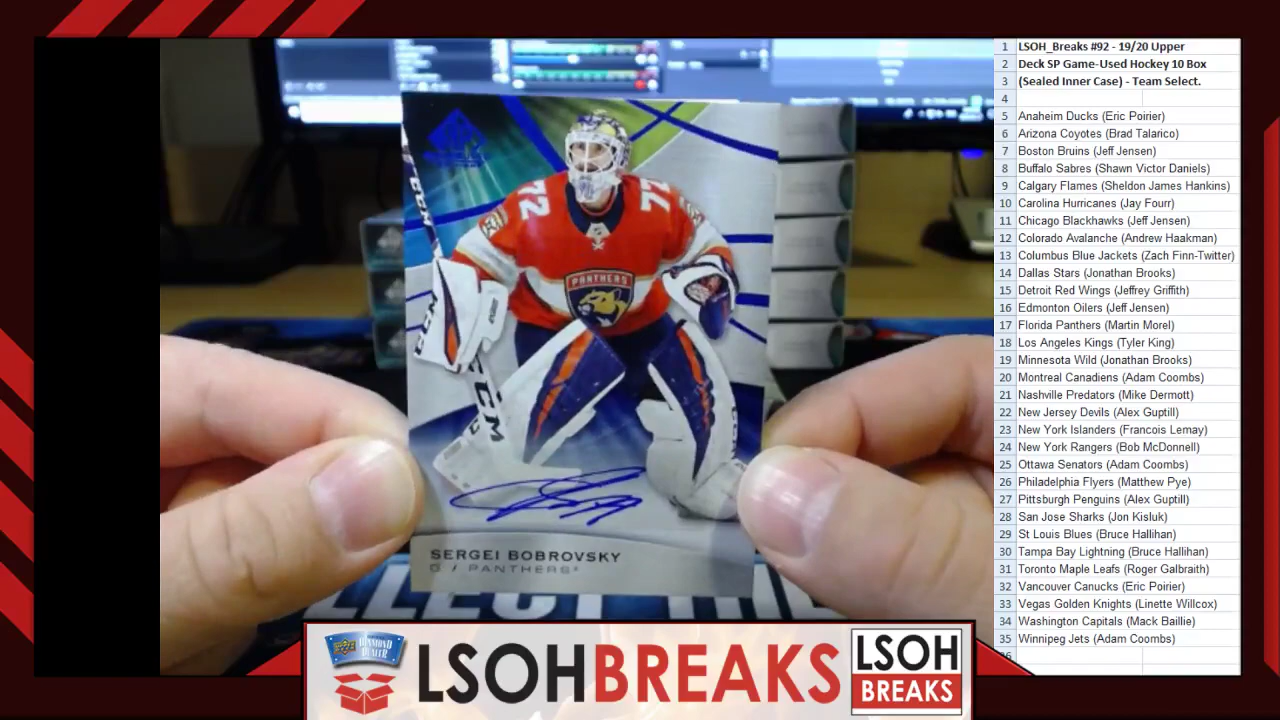 1 LSOH_Breaks #92 - 19/20 Upper
2 Deck SP Game-Used Hockey 10 Box
3 (Sealed Inner Case) - Team Select.
4
5 Anaheim Ducks (Eric Poirier)
6 Arizona Coyotes (Brad Talarico)
7 Boston Bruins (Jeff Jensen)
8 Buffalo Sabres (Shawn Victor Daniels)
9 Calgary Flames (Sheldon James Hankins)
10 Carolina Hurricanes (Jay Fourr)
11 Chicago Blackhawks (Jeff Jensen)
12 Colorado Avalanche (Andrew Haakman)
13 Columbus Blue Jackets (Zach Finn-Twitter)
14 Dallas Stars (Jonathan Brooks)
15 Detroit Red Wings (Jeffrey Griffith)
16 Edmonton Oilers (Jeff Jensen)
17 Florida Panthers (Martin Morel)
18 Los Angeles Kings (Tyler King)
19 Minnesota Wild (Jonathan Brooks)
20 Montreal Canadiens (Adam Coombs)
21 Nashville Predators (Mike Dermott)
22 New Jersey Devils (Alex Guptill)
23 New York Islanders (Francois Lemay)
24 New York Rangers (Bob McDonnell)
25 Ottawa Senators (Adam Coombs)
26 Philadelphia Flyers (Matthew Pye)
27 Pittsburgh Penguins (Alex Guptill)
28 San Jose Sharks (Jon Kisluk)
29 St Louis Blues (Bruce Hallihan)
30 Tampa Bay Lightning (Bruce Hallihan)
31 Toronto Maple Leafs (Roger Galbraith)
32 Vancouver Canucks (Eric Poirier)
33 Vegas Golden Knights (Linette Willcox)
34 Washington Capitals (Mack Baillie)
35 Winnipeg Jets (Adam Coombs)
72
72
PANTHERS
CCM
SERGEI BOBROVSKY
G / PANTHERS
DIAMOND
DEALER
LSOHBREAKS
LSOH
BREAKS